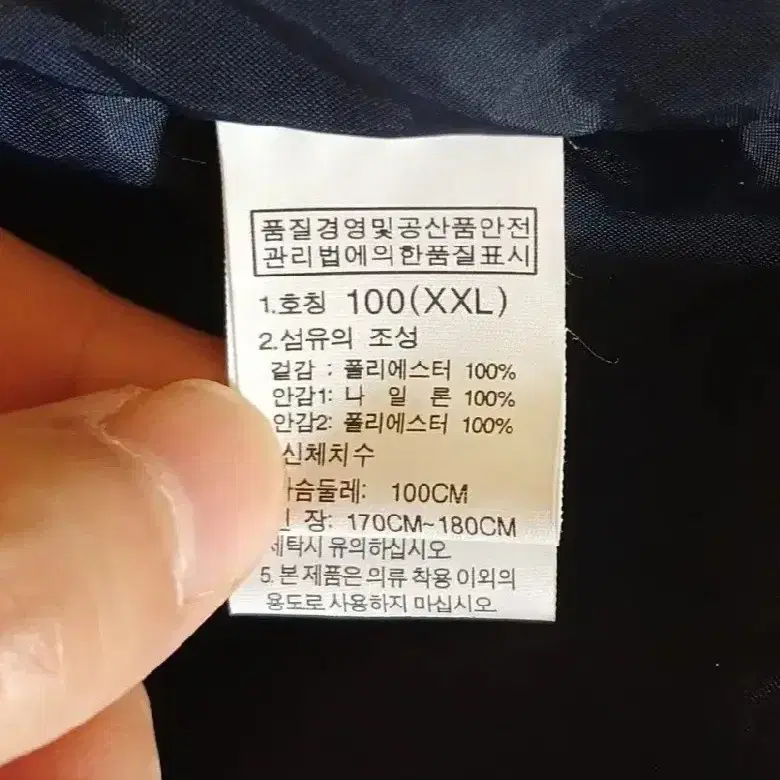 품질경영및공산품안전
관리법에의한품질표시
1.호칭 100(XXL)
2.섬유의 조성
겉감 : 폴리에스터 100%
안감1: 나 일 론 100%
안감2: 폴리에스터 100%
신체치수
슴둘레: 100CM
장: 170CM~180CM
세탁시 유의하십시오
5. 본 제품은 의류 착용 이외의
용도로 사용하지 마십시오